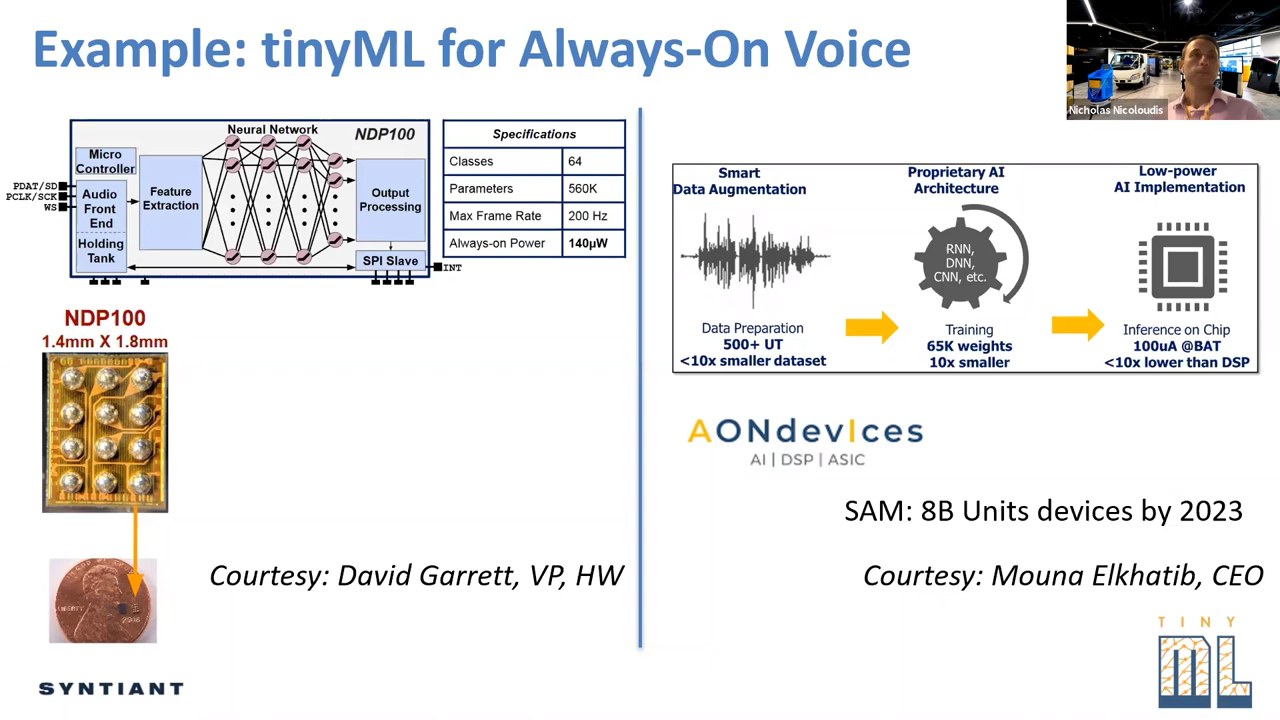 Example: tinyML for Always-On Voice
Nicholas Nicoloudis
Neural Network
NDP100
Micro
Controller
PDAT/SD
PCLK/SCK
WS
Audio
Front
End
Holding
Tank
Feature
Extraction
Output
Processing
SPI Slave
INT
Specifications
Classes 64
Parameters 560K
Max Frame Rate 200 Hz
Always-on Power 140µW
NDP100
1.4mm X 1.8mm
LIBERTY
2016
Courtesy: David Garrett, VP, HW
SYNTIANT
Smart
Data Augmentation
Data Preparation
500+ UT
<10x smaller dataset
Proprietary AI
Architecture
RNN,
DNN,
CNN, etc.
Training
65K weights
10x smaller
Low-power
AI Implementation
Inference on Chip
100uA @BAT
<10x lower than DSP
AONdevIces
AI | DSP | ASIC
SAM: 8B Units devices by 2023
Courtesy: Mouna Elkhatib, CEO
TINY
ML